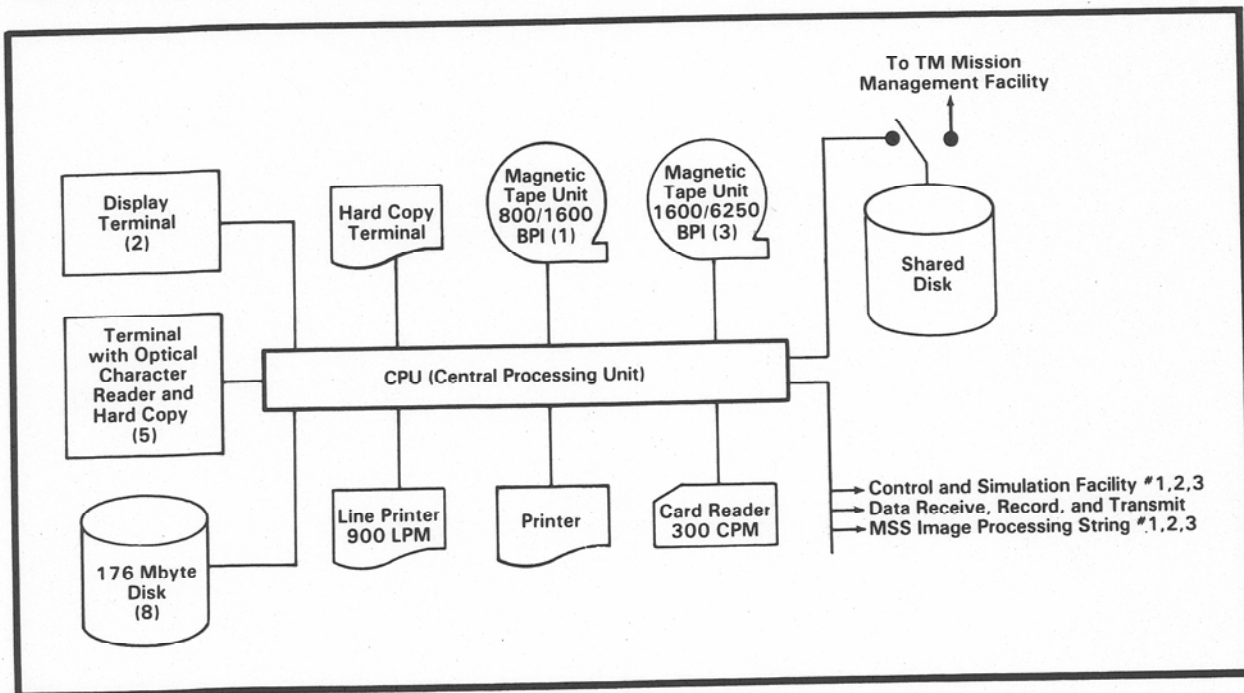 To TM Mission
Management Facility
Display
Terminal
(2)
Hard Copy
Terminal
Magnetic
Tape Unit
800/1600
BPI (1)
Magnetic
Tape Unit
1600/6250
BPI (3)
Shared
Disk
Terminal
with Optical
Character
Reader and
Hard Copy
(5)
CPU (Central Processing Unit)
176 Mbyte
Disk
(8)
Line Printer
900 LPM
Printer
Card Reader
300 CPM
Control and Simulation Facility #1,2,3
Data Receive, Record, and Transmit
MSS Image Processing String #1,2,3